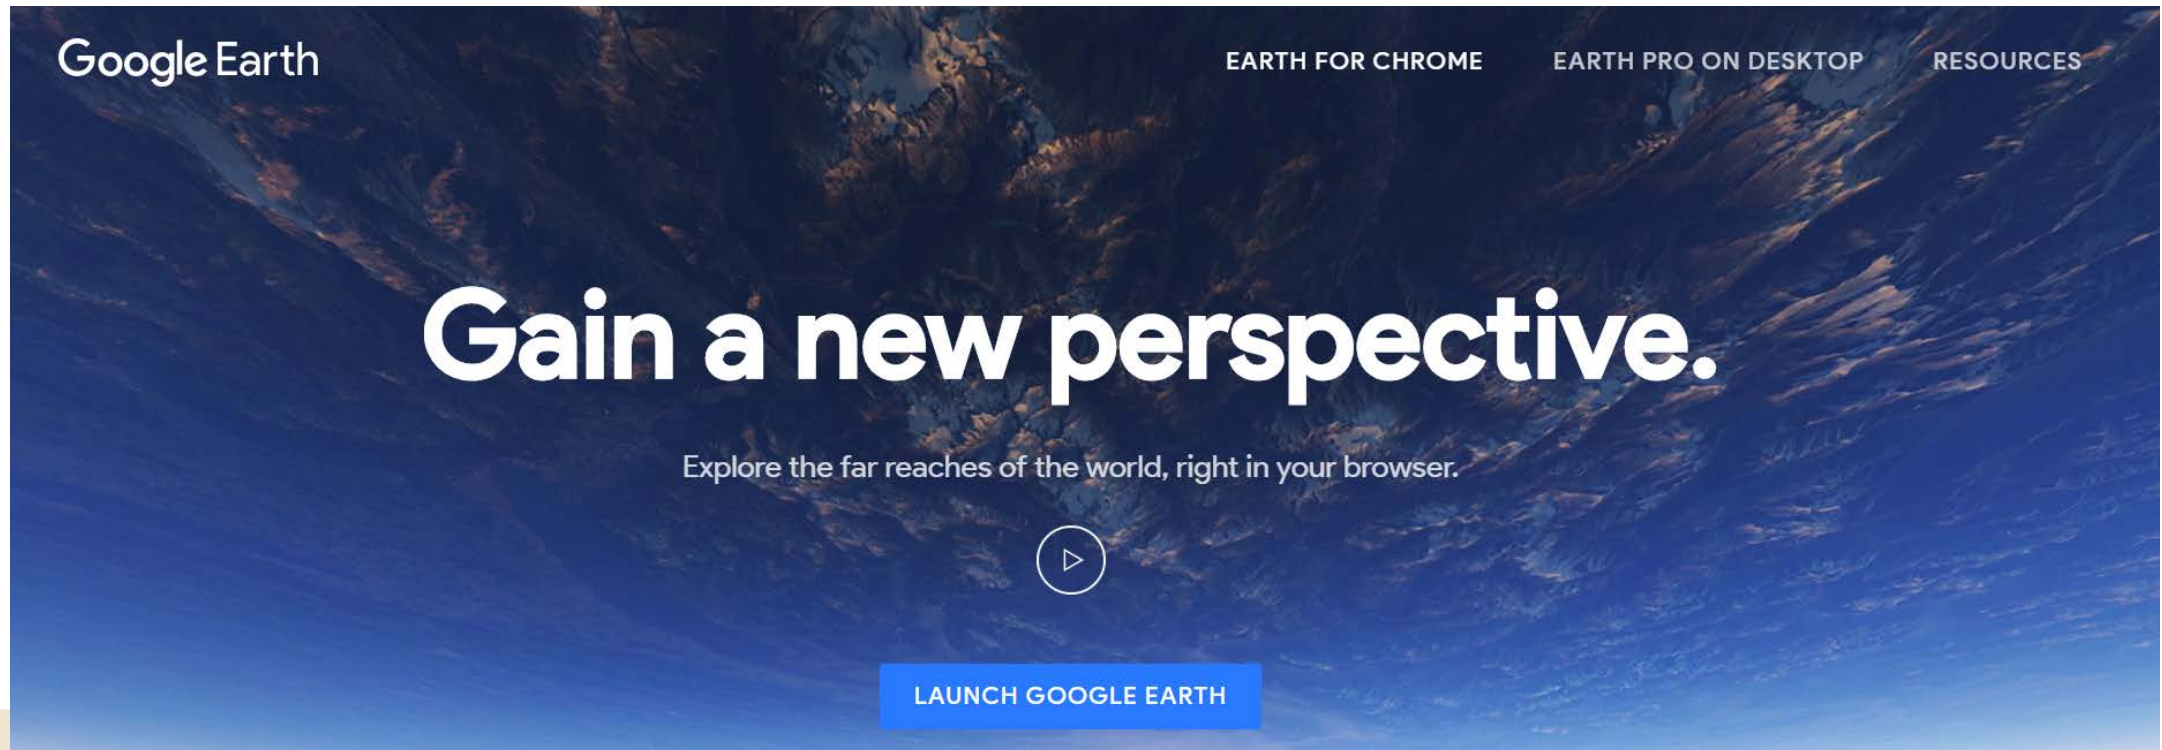 Google Earth
EARTH FOR CHROME
EARTH PRO ON DESKTOP
RESOURCES
Gain a new perspective.
Explore the far reaches of the world, right in your browser.
LAUNCH GOOGLE EARTH